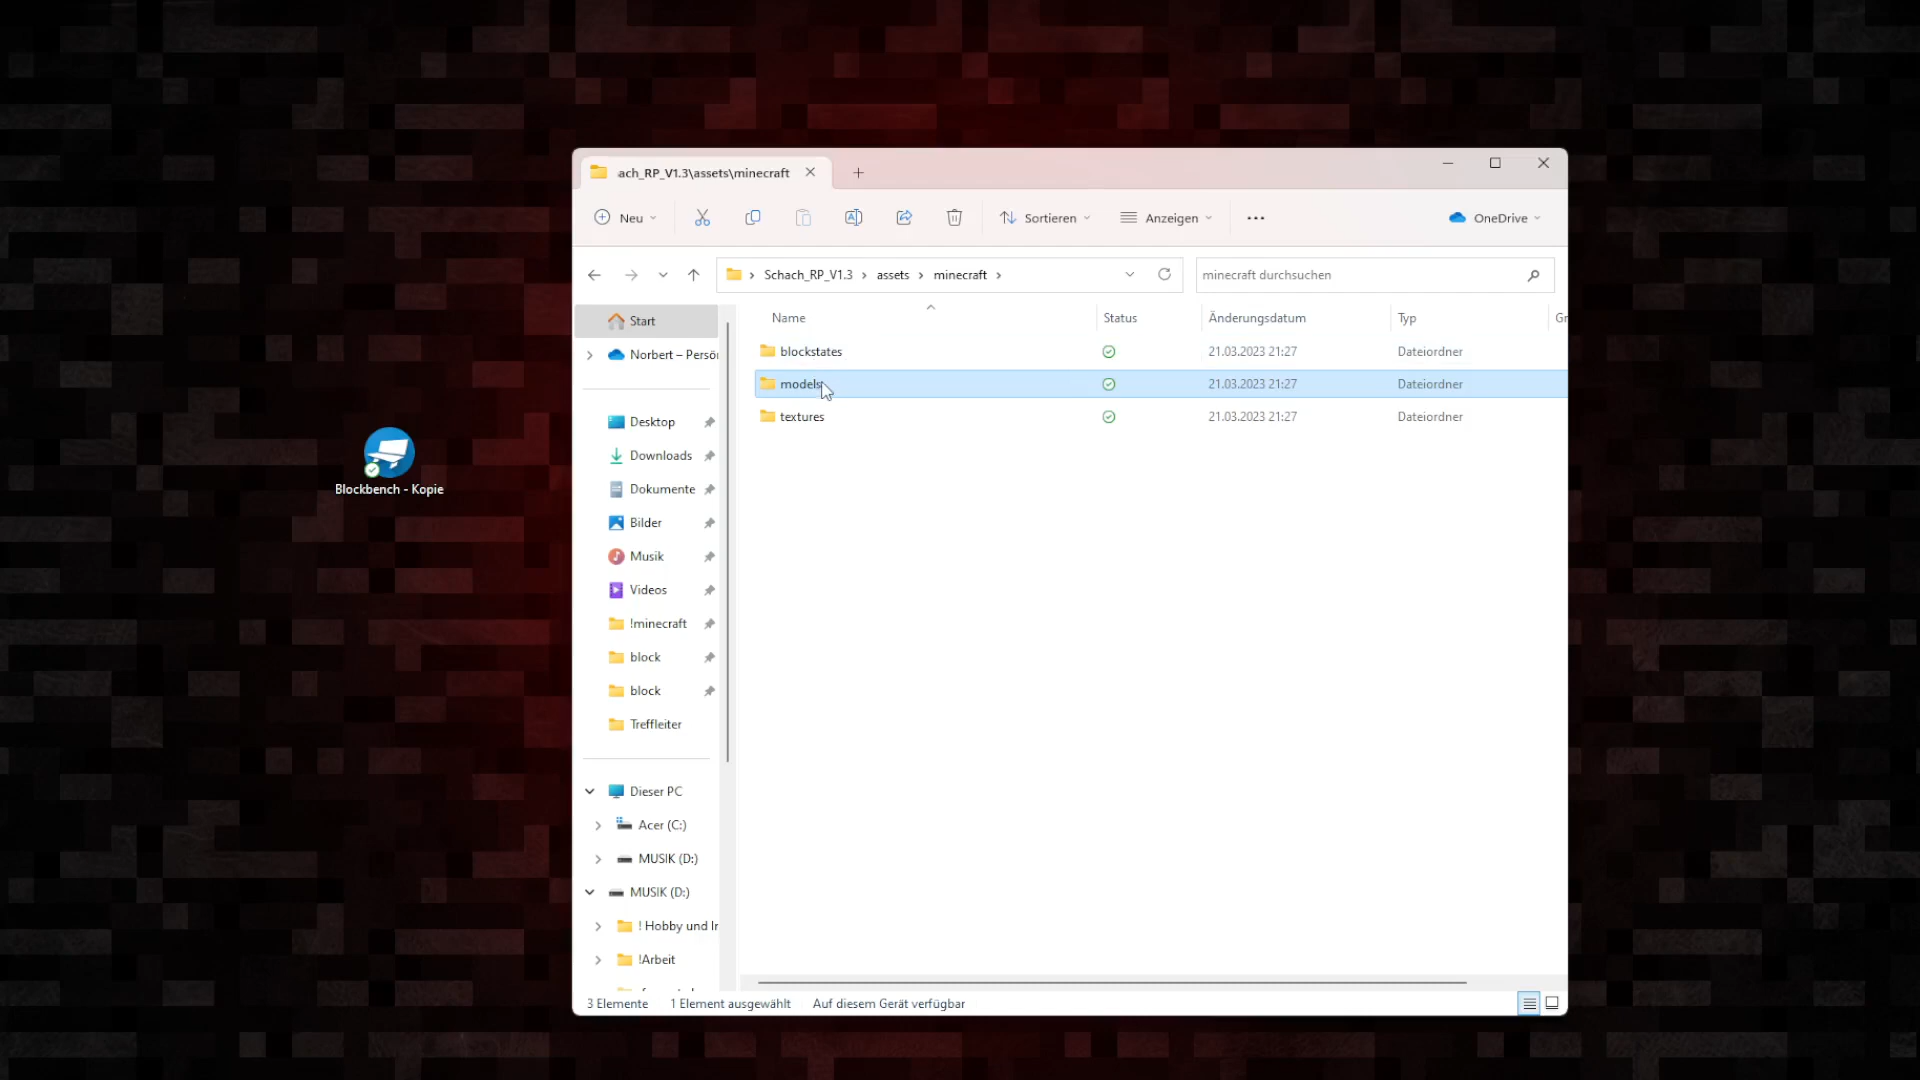 ach_RP_V1.3\assets\minecraft
Neu
Sortieren
Anzeigen
OneDrive
Schach_RP_V1.3 > assets > minecraft >
minecraft durchsuchen
Name Status Änderungsdatum Typ Gr
blockstates 21.03.2023 21:27 Dateiordner
models 21.03.2023 21:27 Dateiordner
textures 21.03.2023 21:27 Dateiordner
Start
Norbert – Persö
Desktop
Downloads
Dokumente
Bilder
Musik
Videos
!minecraft
block
block
Treffleiter
Dieser PC
Acer (C:)
MUSIK (D:)
MUSIK (D:)
! Hobby und Ir
!Arbeit
3 Elemente 1 Element ausgewählt Auf diesem Gerät verfügbar
Blockbench - Kopie